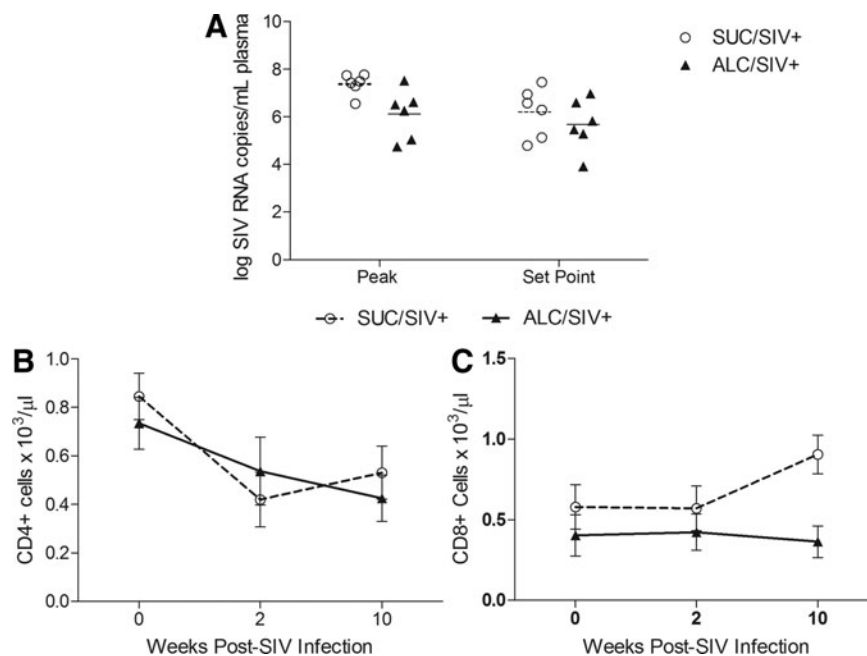 A
SUC/SIV+
ALC/SIV+
log SIV RNA copies/mL plasma
10
8
6
4
2
0
Peak
Set Point
SUC/SIV+
ALC/SIV+
B
CD4+ cells x 10³/µl
1.0
0.8
0.6
0.4
0.2
0.0
0
2
10
Weeks Post-SIV Infection
C
CD8+ Cells x 10³/µl
1.5
1.0
0.5
0.0
0
2
10
Weeks Post-SIV Infection